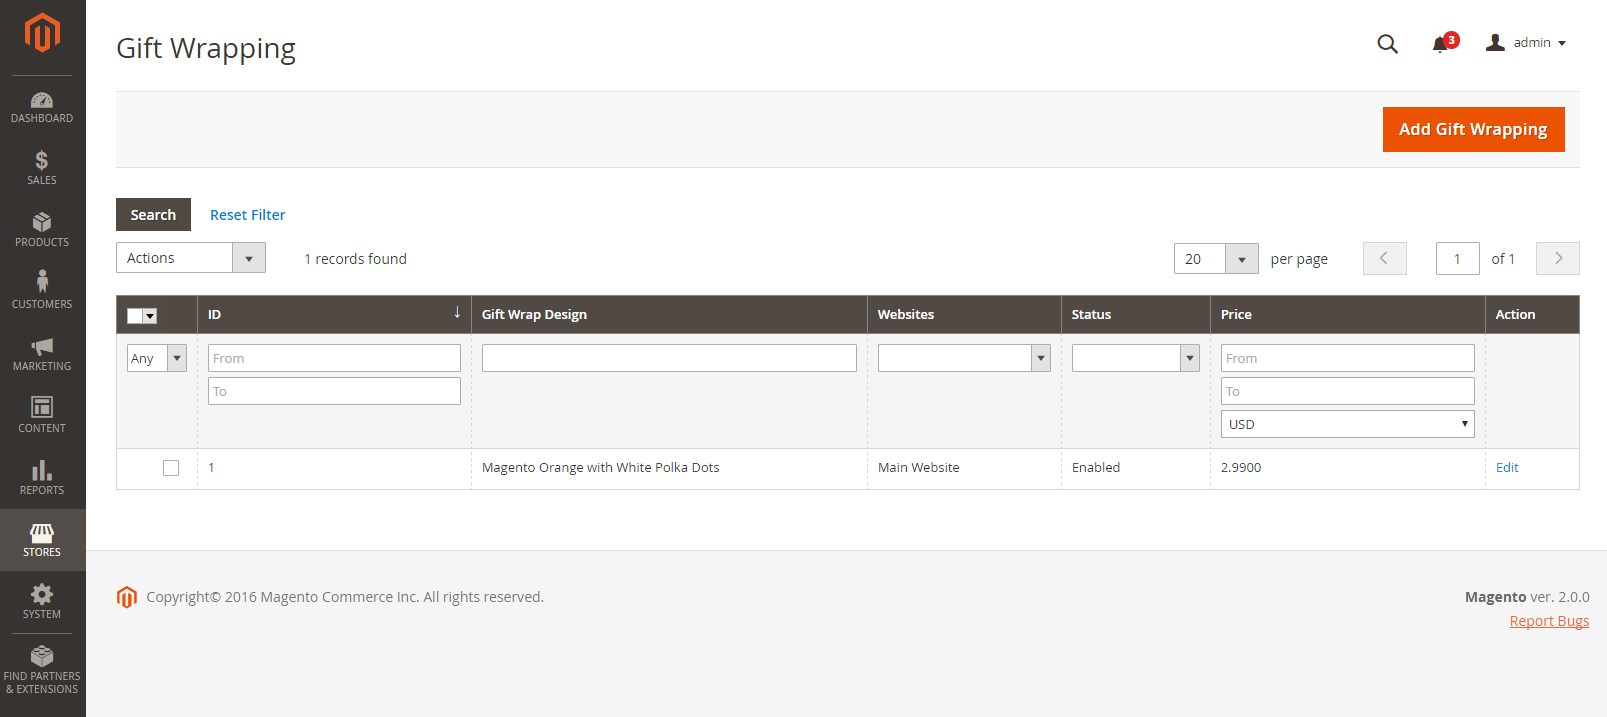 Gift Wrapping
3
admin
DASHBOARD
SALES
PRODUCTS
CUSTOMERS
MARKETING
CONTENT
REPORTS
STORES
SYSTEM
FIND PARTNERS
& EXTENSIONS
Add Gift Wrapping
Search Reset Filter
Actions 1 records found 20 per page 1 of 1
ID Gift Wrap Design Websites Status Price Action
Any From From
To To
USD
1 Magento Orange with White Polka Dots Main Website Enabled 2.9900 Edit
Copyright© 2016 Magento Commerce Inc. All rights reserved. Magento ver. 2.0.0
Report Bugs